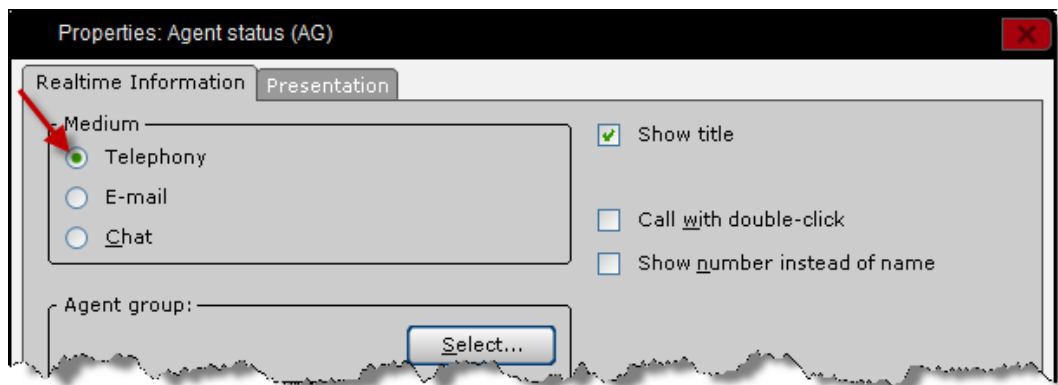 Properties: Agent status (AG)
Realtime Information
Presentation
Medium
Telephony
E-mail
Chat
Show title
Call with double-click
Show number instead of name
Agent group:
Select...